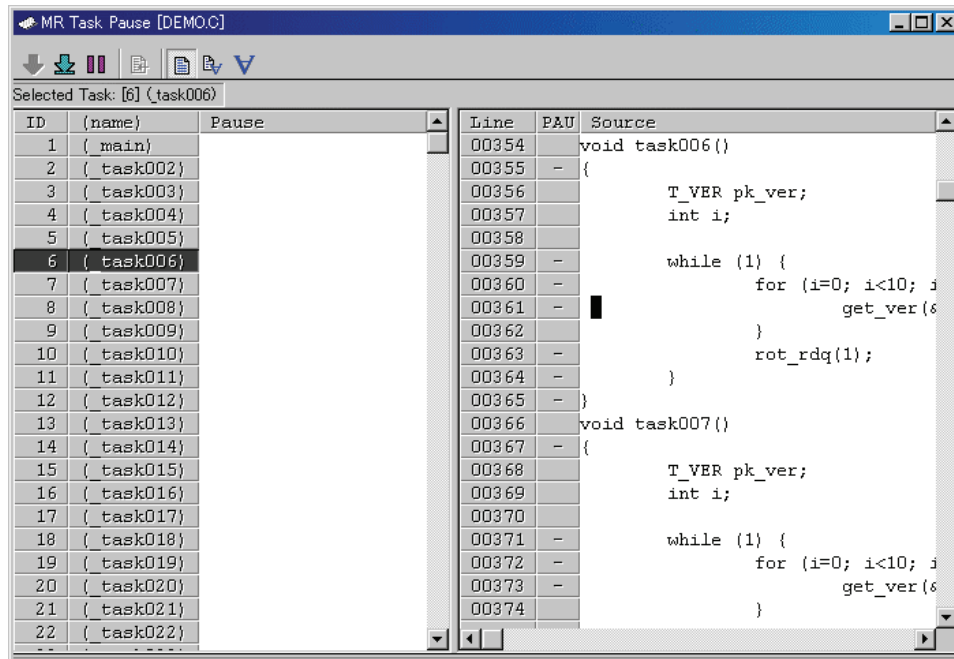 MR Task Pause [DEMO.C]
Selected Task: [6] (_task006)
ID (name) Pause
1 (_main)
2 (_task002)
3 (_task003)
4 (_task004)
5 (_task005)
6 (_task006)
7 (_task007)
8 (_task008)
9 (_task009)
10 (_task010)
11 (_task011)
12 (_task012)
13 (_task013)
14 (_task014)
15 (_task015)
16 (_task016)
17 (_task017)
18 (_task018)
19 (_task019)
20 (_task020)
21 (_task021)
22 (_task022)
Line PAU Source
00354 void task006()
00355 - {
00356 T_VER pk_ver;
00357 int i;
00358
00359 - while (1) {
00360 - for (i=0; i<10; i
00361 - get_ver(&
00362 }
00363 - rot_rdq(1);
00364 - }
00365 - }
00366 void task007()
00367 - {
00368 T_VER pk_ver;
00369 int i;
00370
00371 - while (1) {
00372 - for (i=0; i<10; i
00373 - get_ver(&
00374 }